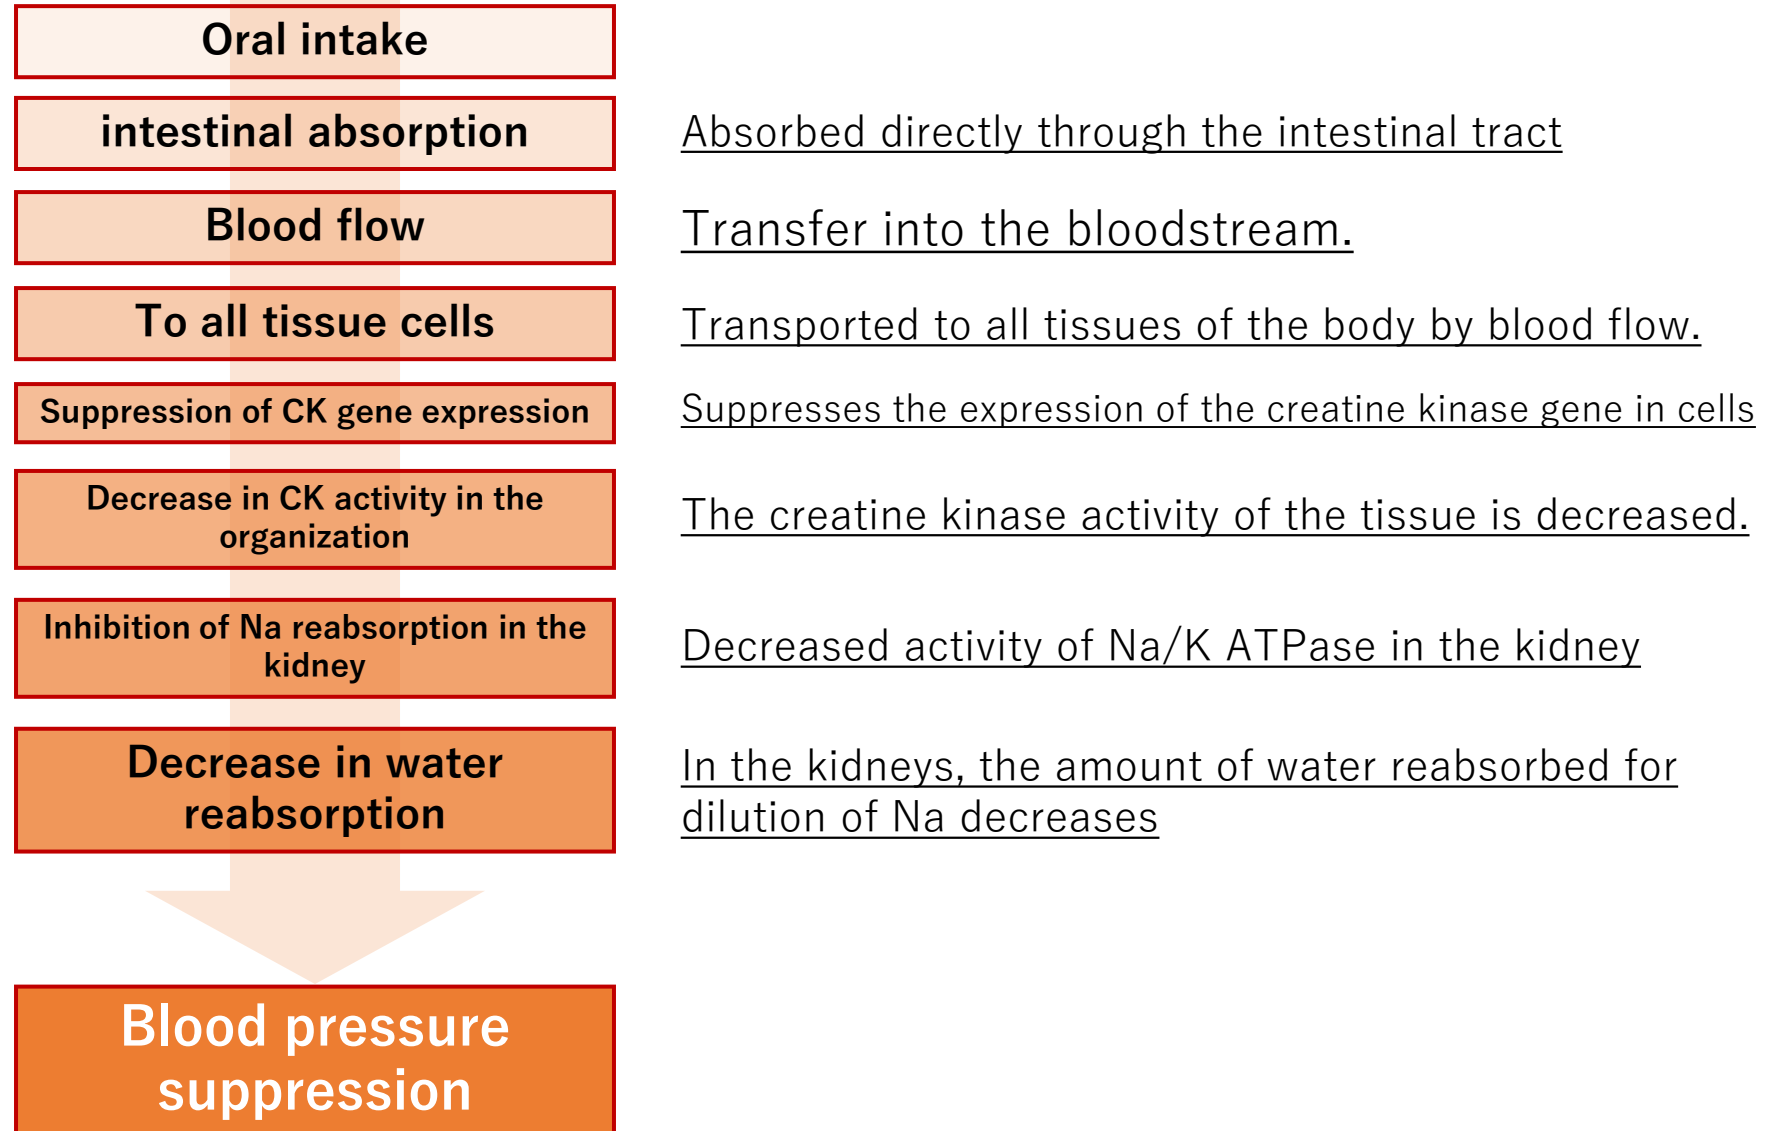 Oral intake
intestinal absorption
Absorbed directly through the intestinal tract
Blood flow
Transfer into the bloodstream.
To all tissue cells
Transported to all tissues of the body by blood flow.
Suppression of CK gene expression
Suppresses the expression of the creatine kinase gene in cells
Decrease in CK activity in the
organization
The creatine kinase activity of the tissue is decreased.
Inhibition of Na reabsorption in the
kidney
Decreased activity of Na/K ATPase in the kidney
Decrease in water
reabsorption
In the kidneys, the amount of water reabsorbed for
dilution of Na decreases
Blood pressure
suppression